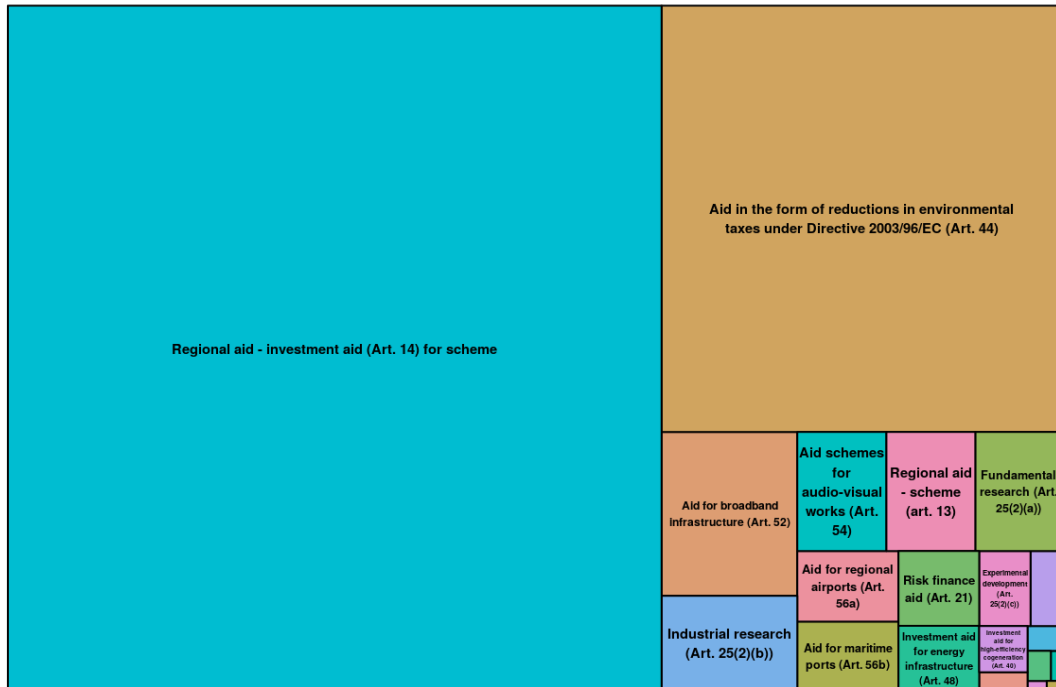 Regional aid - investment aid (Art. 14) for scheme
Aid in the form of reductions in environmental
taxes under Directive 2003/96/EC (Art. 44)
Aid for broadband
infrastructure (Art. 52)
Industrial research
(Art. 25(2)(b))
Aid schemes
for
audio-visual
works (Art.
54)
Regional aid
- scheme
(art. 13)
Fundamental
research (Art.
25(2)(a))
Aid for regional
airports (Art.
56a)
Aid for maritime
ports (Art. 56b)
Risk finance
aid (Art. 21)
Investment aid
for energy
infrastructure
(Art. 48)
Experimental
development
(Art.
25(2)(c))
Investment
aid for
high-efficiency
cogeneration
(Art. 40)